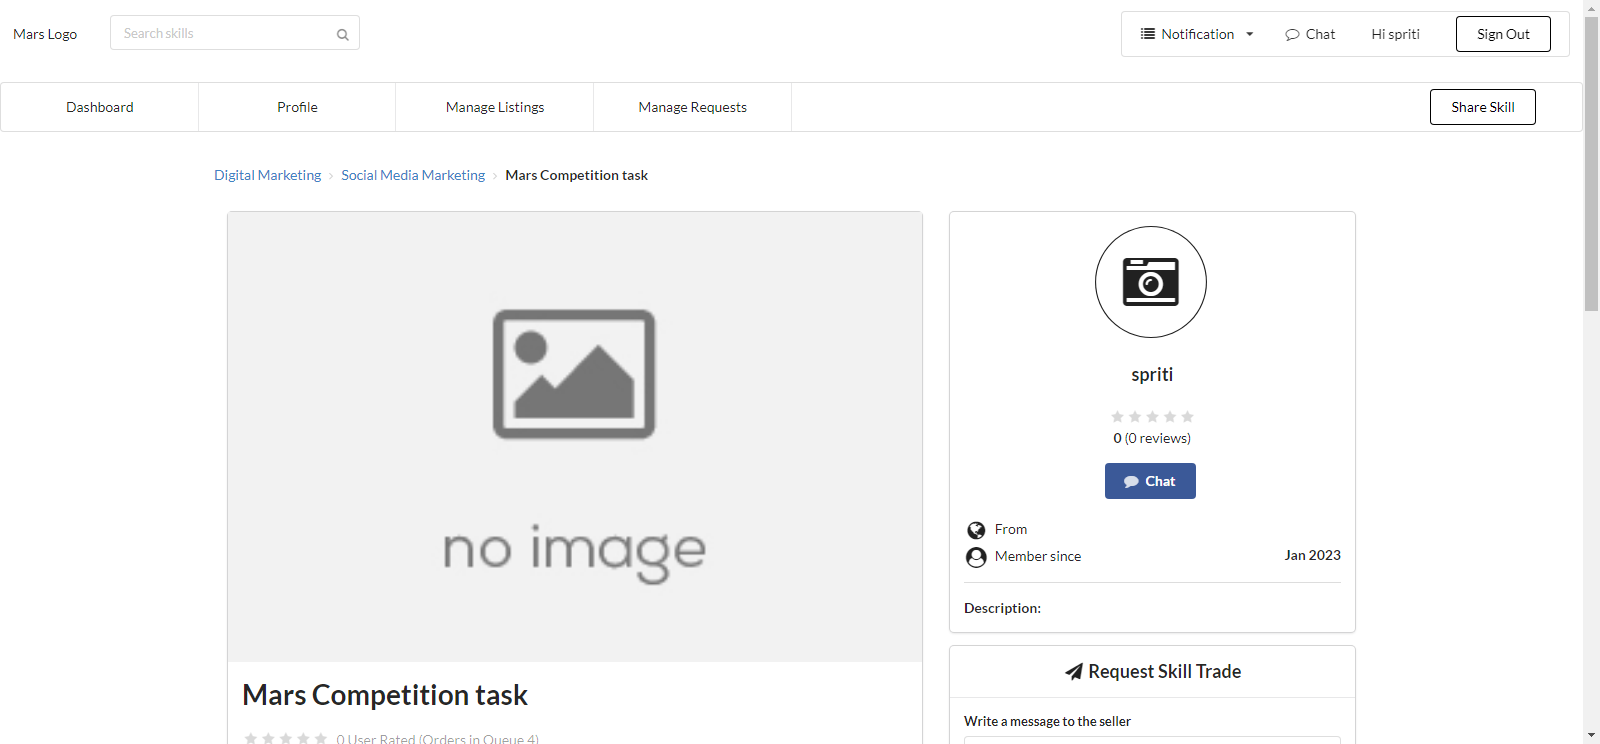 Mars Logo
Search skills
Notification
Chat
Hi spriti
Sign Out
Dashboard
Profile
Manage Listings
Manage Requests
Share Skill
Digital Marketing
Social Media Marketing
Mars Competition task
no image
Mars Competition task
0 User Rated (Orders in Queue 4)
spriti
0 (0 reviews)
Chat
From
Member since Jan 2023
Description:
Request Skill Trade
Write a message to the seller